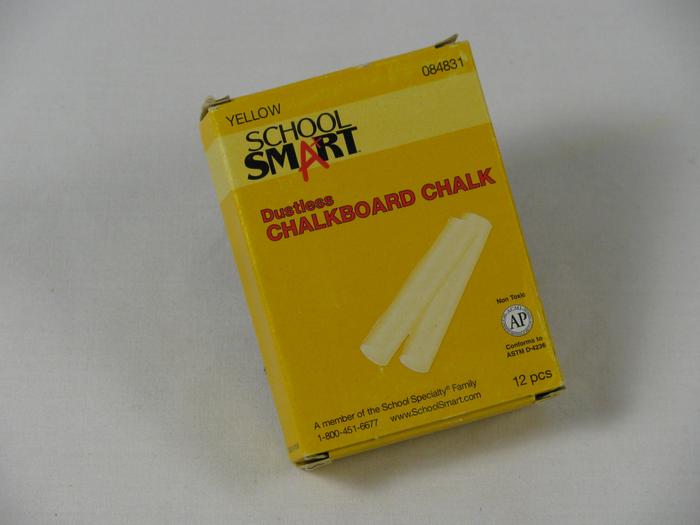 YELLOW
084831
SCHOOL
SMART
Dustless
CHALKBOARD CHALK
Non Toxic
AP
Conforms to
ASTM D-4236
12 pcs
A member of the School Specialty® Family
1-800-451-6677 www.SchoolSmart.com